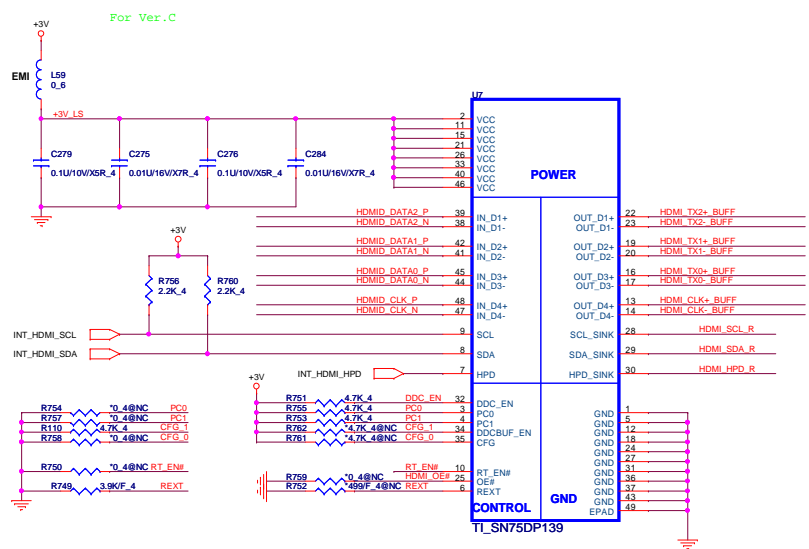 For Ver.C
+3V
EMI
L59
0_6
+3V_LS
C279
0.1U/10V/X5R_4
C275
0.01U/16V/X7R_4
C276
0.1U/10V/X5R_4
C284
0.01U/16V/X7R_4
U7
2 VCC
11 VCC
15 VCC
21 VCC
26 VCC
33 VCC
40 VCC
46 VCC
POWER
HDMID_DATA2_P 39 IN_D1+ OUT_D1+ 22 HDMI_TX2+_BUFF
HDMID_DATA2_N 38 IN_D1- OUT_D1- 23 HDMI_TX2-_BUFF
HDMID_DATA1_P 42 IN_D2+ OUT_D2+ 19 HDMI_TX1+_BUFF
HDMID_DATA1_N 41 IN_D2- OUT_D2- 20 HDMI_TX1-_BUFF
HDMID_DATA0_P 45 IN_D3+ OUT_D3+ 16 HDMI_TX0+_BUFF
HDMID_DATA0_N 44 IN_D3- OUT_D3- 17 HDMI_TX0-_BUFF
HDMID_CLK_P 48 IN_D4+ OUT_D4+ 13 HDMI_CLK+_BUFF
HDMID_CLK_N 47 IN_D4- OUT_D4- 14 HDMI_CLK-_BUFF
+3V
R756
2.2K_4
R760
2.2K_4
INT_HDMI_SCL 9 SCL SCL_SINK 28 HDMI_SCL_R
INT_HDMI_SDA 8 SDA SDA_SINK 29 HDMI_SDA_R
INT_HDMI_HPD 7 HPD HPD_SINK 30 HDMI_HPD_R
+3V
R751 4.7K_4 DDC_EN 32 DDC_EN
R755 4.7K_4 PC0 3 PC0
R753 4.7K_4 PC1 4 PC1
R762 *4.7K_4@NC CFG_1 34 DDCBUF_EN
R761 *4.7K_4@NC CFG_0 35 CFG
R754 *0_4@NC PC0
R757 *0_4@NC PC1
R110 4.7K_4 CFG_1
R758 *0_4@NC CFG_0
R750 *0_4@NC RT_EN#
R749 3.9K/F_4 REXT
RT_EN# 10 RT_EN#
R759 *0_4@NC HDMI_OE# 25 OE#
R752 *499/F_4@NC REXT 6 REXT
GND 1
GND 5
GND 12
GND 18
GND 24
GND 27
GND 31
GND 36
GND 37
GND 43
EPAD 49
CONTROL
GND
TI_SN75DP139